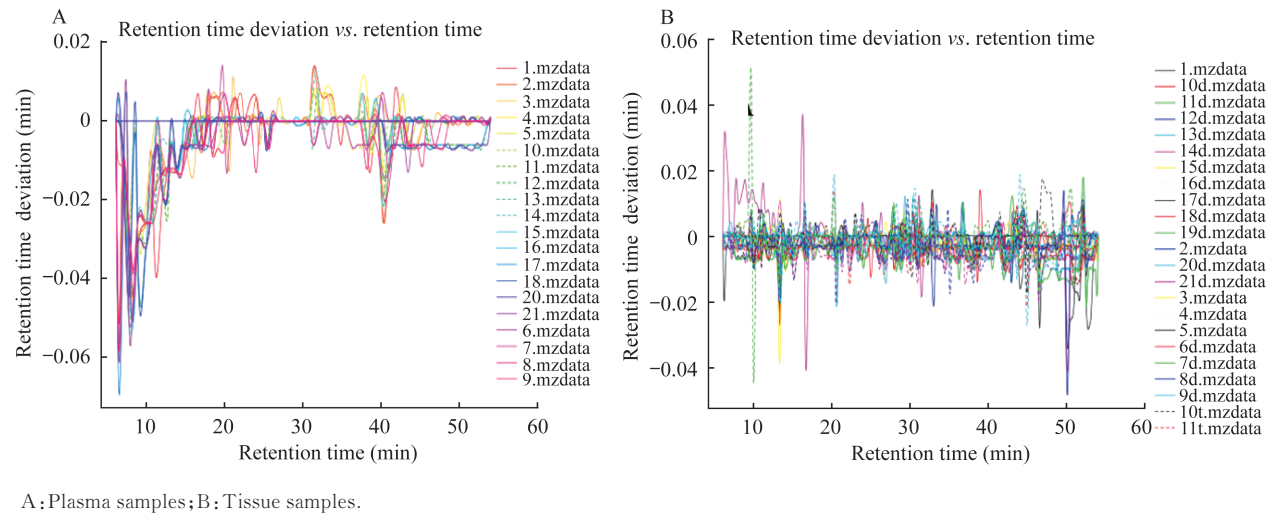 A
Retention time deviation vs. retention time
0.02
0
−0.02
−0.04
−0.06
Retention time deviation (min)
10
20
30
40
50
60
Retention time (min)
1.mzdata
2.mzdata
3.mzdata
4.mzdata
5.mzdata
10.mzdata
11.mzdata
12.mzdata
13.mzdata
14.mzdata
15.mzdata
16.mzdata
17.mzdata
18.mzdata
20.mzdata
21.mzdata
6.mzdata
7.mzdata
8.mzdata
9.mzdata
B
Retention time deviation vs. retention time
0.06
0.04
0.02
0
−0.02
−0.04
Retention time deviation (min)
10
20
30
40
50
60
Retention time (min)
1.mzdata
10d.mzdata
11d.mzdata
12d.mzdata
13d.mzdata
14d.mzdata
15d.mzdata
16d.mzdata
17d.mzdata
18d.mzdata
19d.mzdata
2.mzdata
20d.mzdata
21d.mzdata
3.mzdata
4.mzdata
5.mzdata
6d.mzdata
7d.mzdata
8d.mzdata
9d.mzdata
10t.mzdata
11t.mzdata
A:Plasma samples;B:Tissue samples.